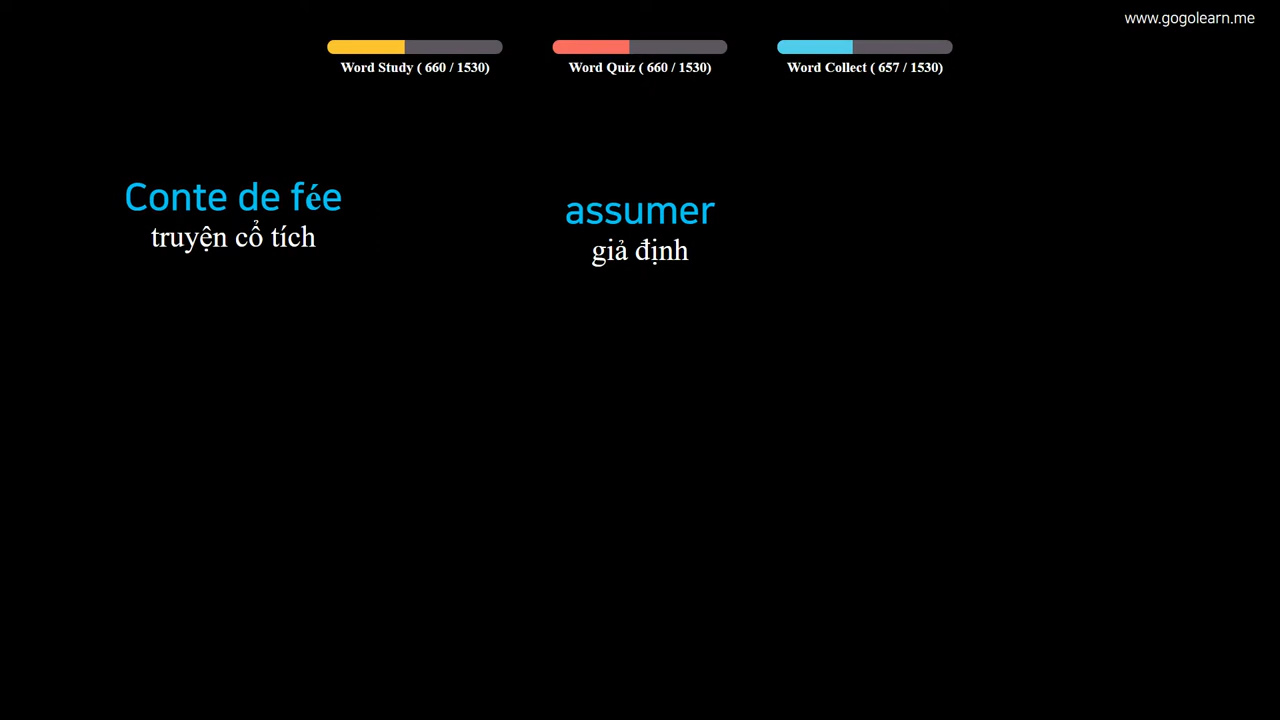 www.gogolearn.me
Word Study ( 660 / 1530)
Word Quiz ( 660 / 1530)
Word Collect ( 657 / 1530)
Conte de fée
truyện cổ tích
assumer
giả định